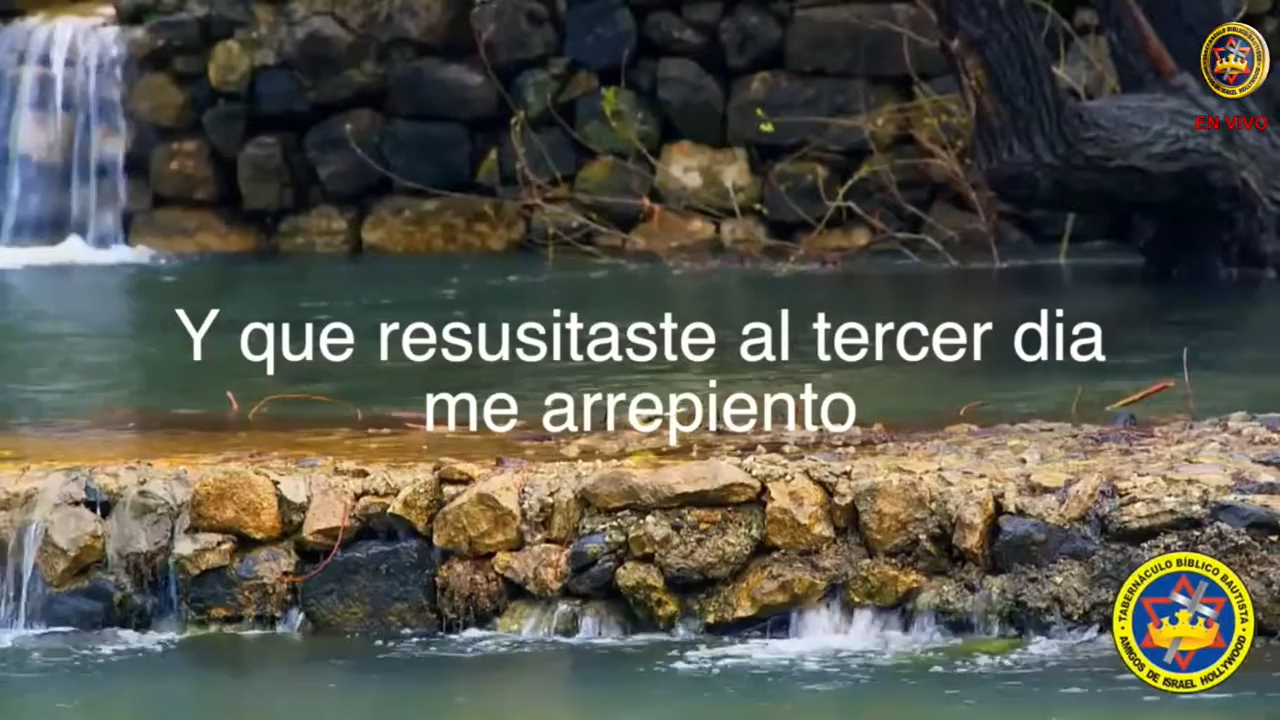 EN VIVO
Y que resusitaste al tercer dia
me arrepiento
TABERNÁCULO BÍBLICO BAUTISTA
AMIGOS DE ISRAEL HOLLYWOOD